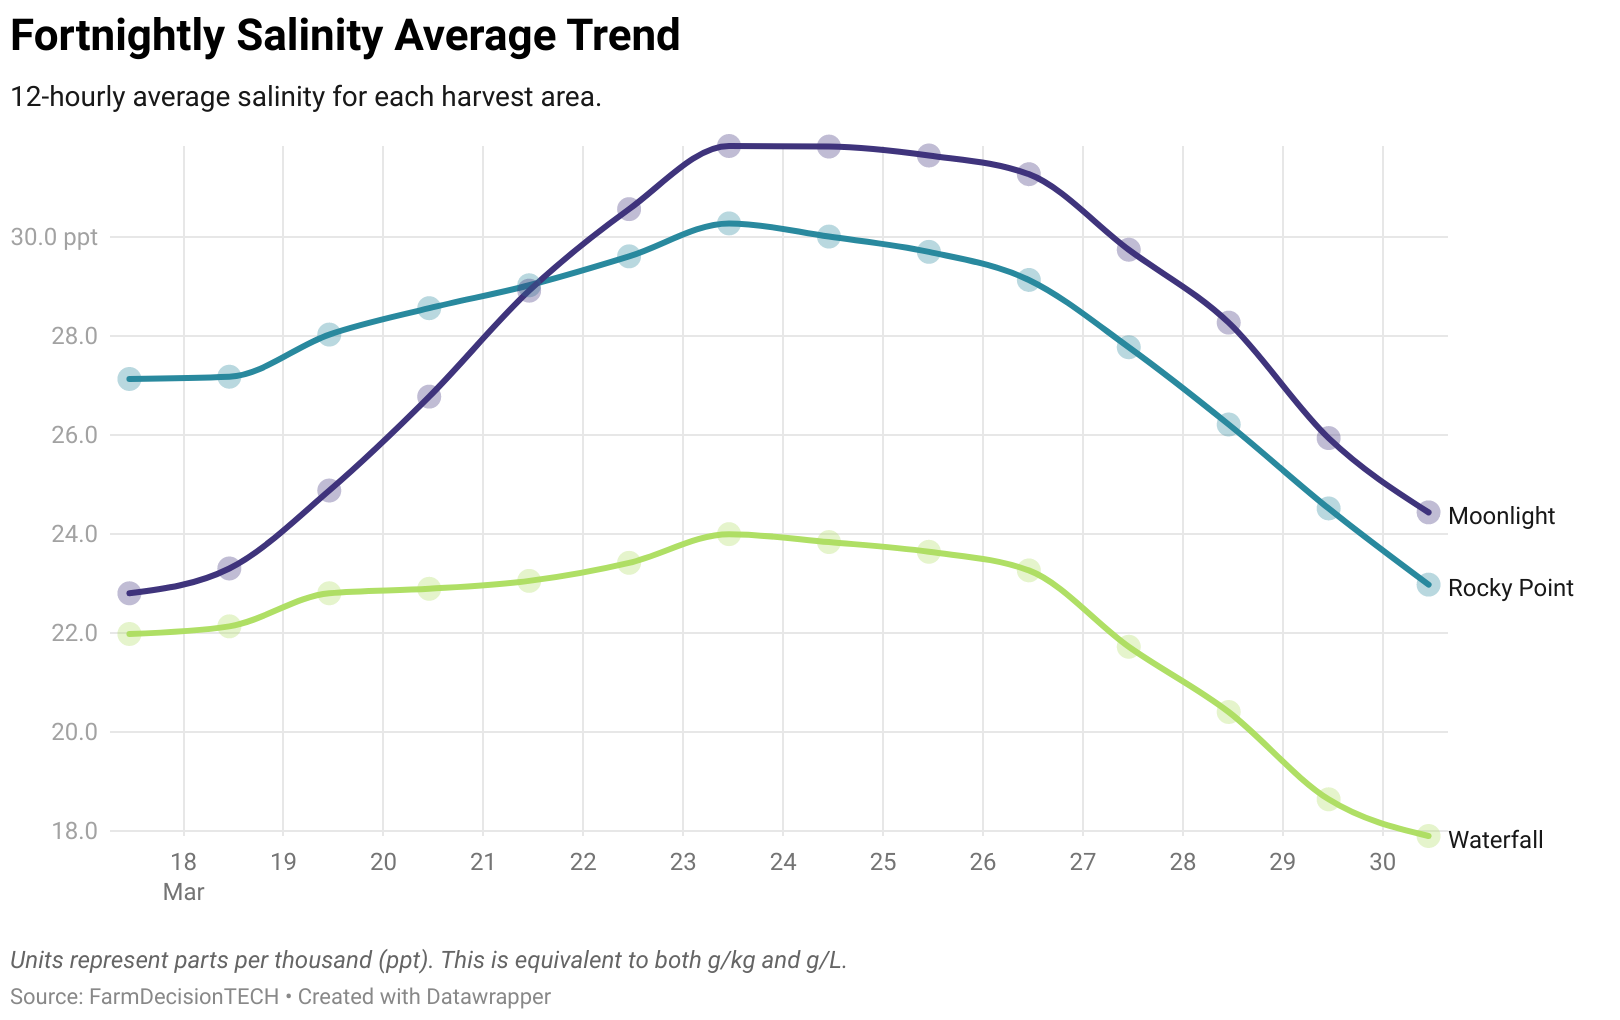 Fortnightly Salinity Average Trend
12-hourly average salinity for each harvest area.
30.0 ppt
28.0
26.0
24.0
22.0
20.0
18.0
Moonlight
Rocky Point
Waterfall
18 19 20 21 22 23 24 25 26 27 28 29 30
Mar
Units represent parts per thousand (ppt). This is equivalent to both g/kg and g/L.
Source: FarmDecisionTECH • Created with Datawrapper